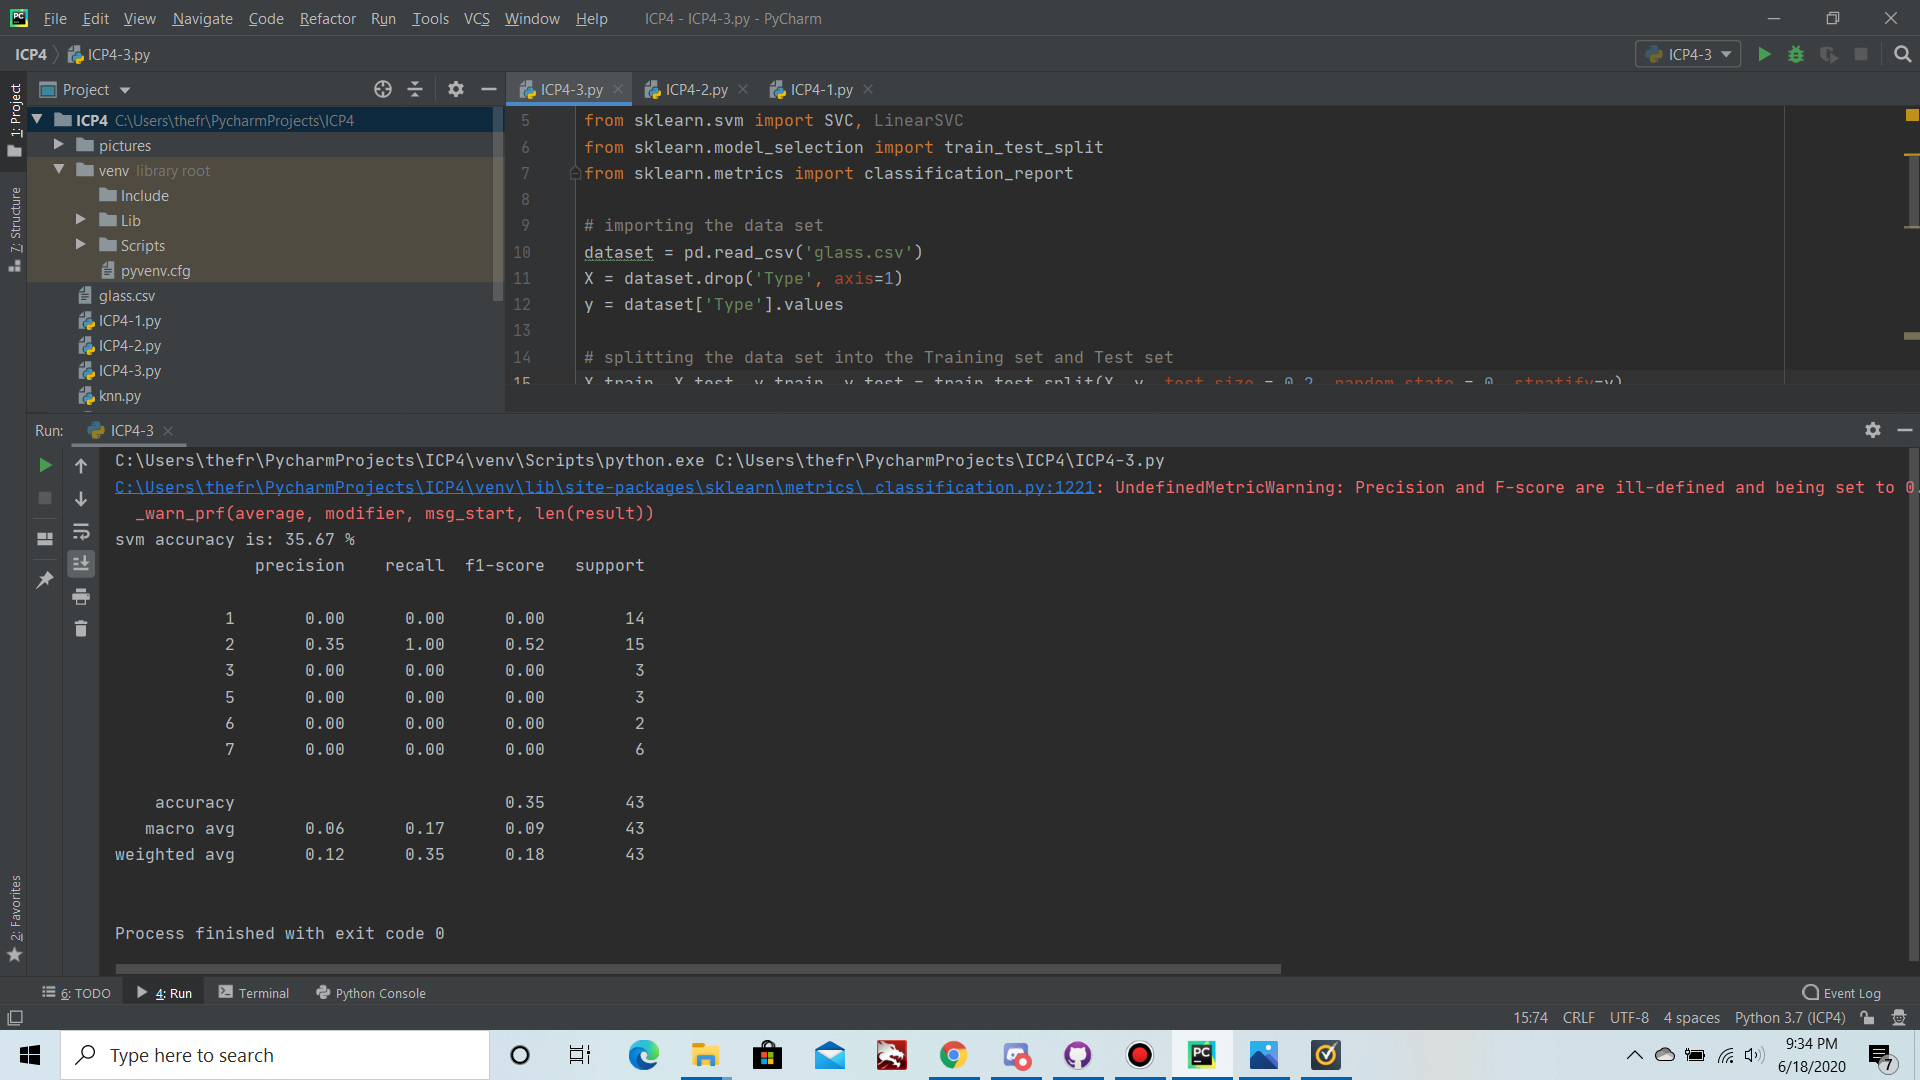 File Edit View Navigate Code Refactor Run Tools VCS Window Help ICP4 - ICP4-3.py - PyCharm
ICP4 ICP4-3.py ICP4-3
Project ICP4-3.py ICP4-2.py ICP4-1.py
1: Project
7: Structure
2: Favorites
ICP4 C:\Users\thefr\PycharmProjects\ICP4
pictures
venv library root
Include
Lib
Scripts
pyvenv.cfg
glass.csv
ICP4-1.py
ICP4-2.py
ICP4-3.py
knn.py
5 from sklearn.svm import SVC, LinearSVC
6 from sklearn.model_selection import train_test_split
7 from sklearn.metrics import classification_report
8
9 # importing the data set
10 dataset = pd.read_csv('glass.csv')
11 X = dataset.drop('Type', axis=1)
12 y = dataset['Type'].values
13
14 # splitting the data set into the Training set and Test set
15 X_train, X_test, y_train, y_test = train_test_split(X, y, test_size = 0.2, random_state = 0, stratify=y)
Run: ICP4-3
C:\Users\thefr\PycharmProjects\ICP4\venv\Scripts\python.exe C:\Users\thefr\PycharmProjects\ICP4\ICP4-3.py
C:\Users\thefr\PycharmProjects\ICP4\venv\lib\site-packages\sklearn\metrics\_classification.py:1221: UndefinedMetricWarning: Precision and F-score are ill-defined and being set to 0.
_warn_prf(average, modifier, msg_start, len(result))
svm accuracy is: 35.67 %
precision recall f1-score support
1 0.00 0.00 0.00 14
2 0.35 1.00 0.52 15
3 0.00 0.00 0.00 3
5 0.00 0.00 0.00 3
6 0.00 0.00 0.00 2
7 0.00 0.00 0.00 6
accuracy 0.35 43
macro avg 0.06 0.17 0.09 43
weighted avg 0.12 0.35 0.18 43
Process finished with exit code 0
6: TODO 4: Run Terminal Python Console Event Log
15:74 CRLF UTF-8 4 spaces Python 3.7 (ICP4)
Type here to search
9:34 PM
6/18/2020
7